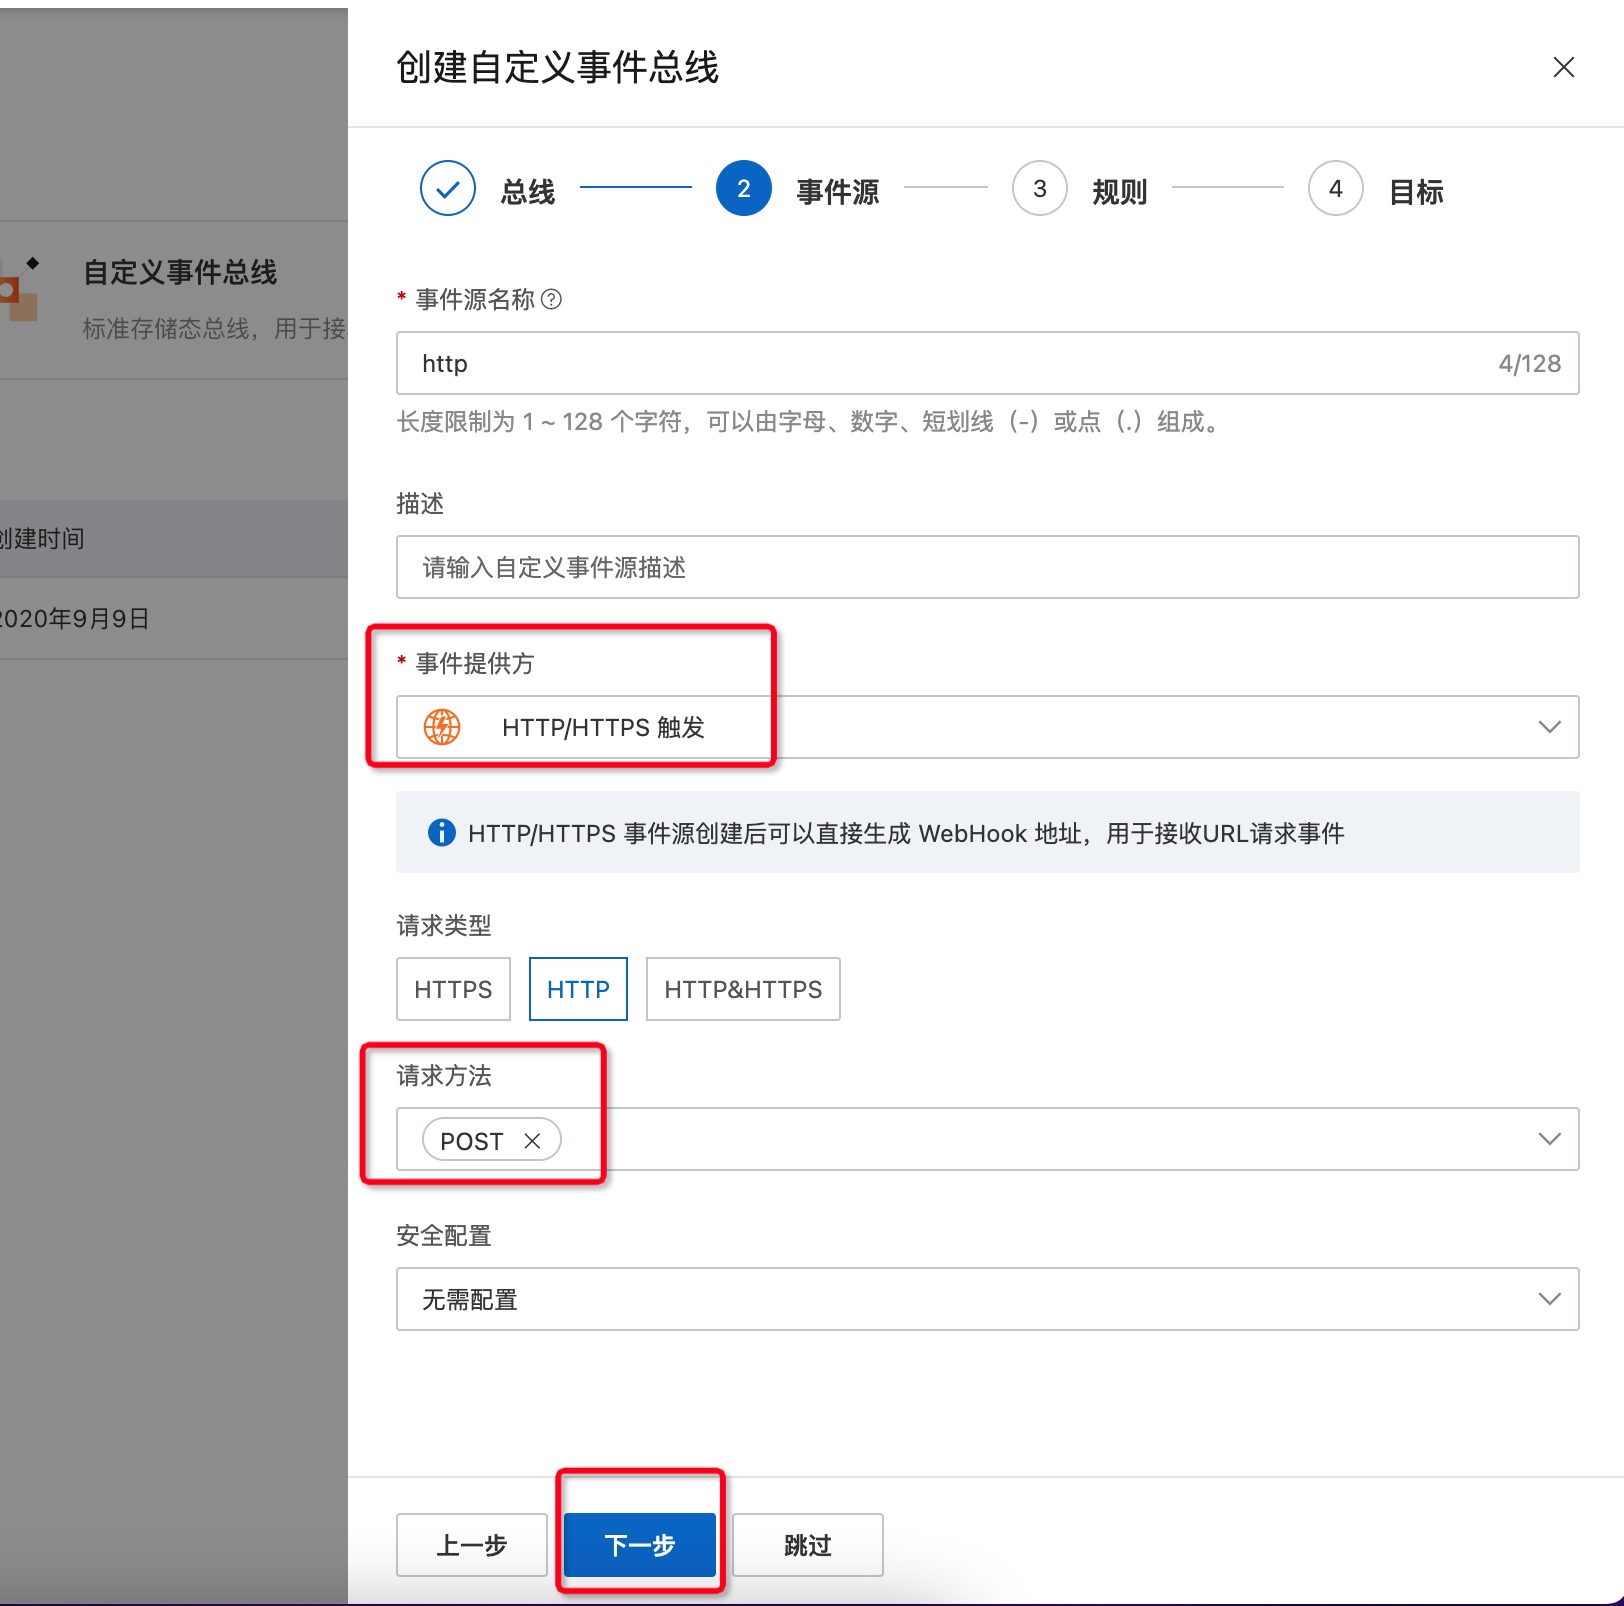 创建自定义事件总线
总线
2 事件源
3 规则
4 目标
自定义事件总线
标准存储态总线，用于接
创建时间
2020年9月9日
* 事件源名称
http 4/128
长度限制为 1 ~ 128 个字符，可以由字母、数字、短划线（-）或点（.）组成。
描述
请输入自定义事件源描述
* 事件提供方
HTTP/HTTPS 触发
HTTP/HTTPS 事件源创建后可以直接生成 WebHook 地址，用于接收URL请求事件
请求类型
HTTPS HTTP HTTP&HTTPS
请求方法
POST
安全配置
无需配置
上一步 下一步 跳过